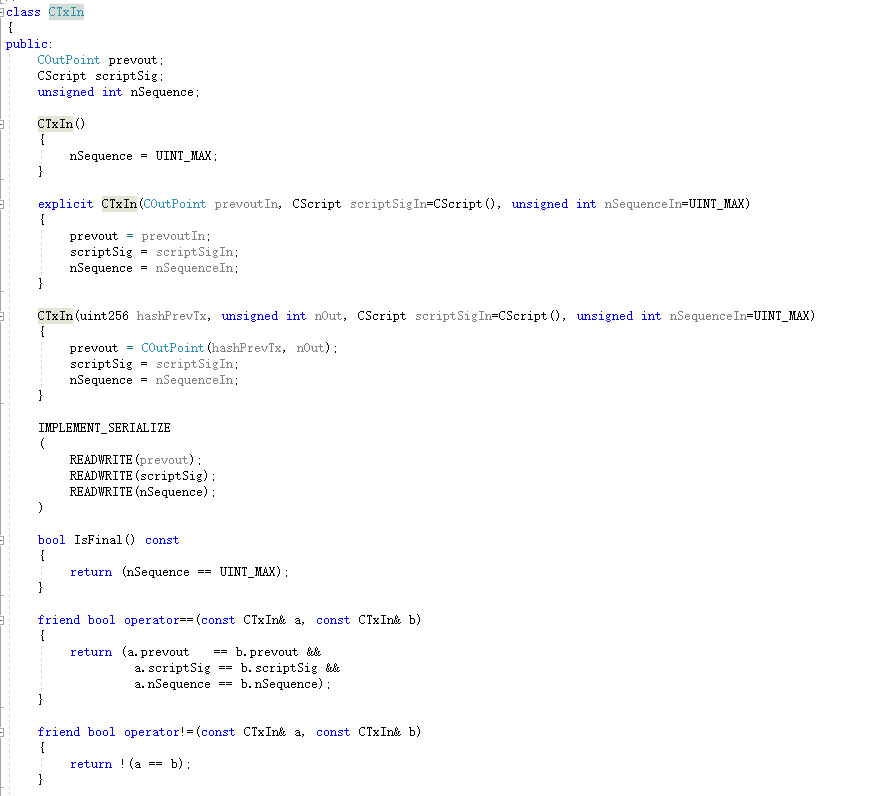 class CTxIn
{
public:
    COutPoint prevout;
    CScript scriptSig;
    unsigned int nSequence;

    CTxIn()
    {
        nSequence = UINT_MAX;
    }

    explicit CTxIn(COutPoint prevoutIn, CScript scriptSigIn=CScript(), unsigned int nSequenceIn=UINT_MAX)
    {
        prevout = prevoutIn;
        scriptSig = scriptSigIn;
        nSequence = nSequenceIn;
    }

    CTxIn(uint256 hashPrevTx, unsigned int nOut, CScript scriptSigIn=CScript(), unsigned int nSequenceIn=UINT_MAX)
    {
        prevout = COutPoint(hashPrevTx, nOut);
        scriptSig = scriptSigIn;
        nSequence = nSequenceIn;
    }

    IMPLEMENT_SERIALIZE
    (
        READWRITE(prevout);
        READWRITE(scriptSig);
        READWRITE(nSequence);
    )

    bool IsFinal() const
    {
        return (nSequence == UINT_MAX);
    }

    friend bool operator==(const CTxIn& a, const CTxIn& b)
    {
        return (a.prevout   == b.prevout &&
                a.scriptSig == b.scriptSig &&
                a.nSequence == b.nSequence);
    }

    friend bool operator!=(const CTxIn& a, const CTxIn& b)
    {
        return !(a == b);
    }